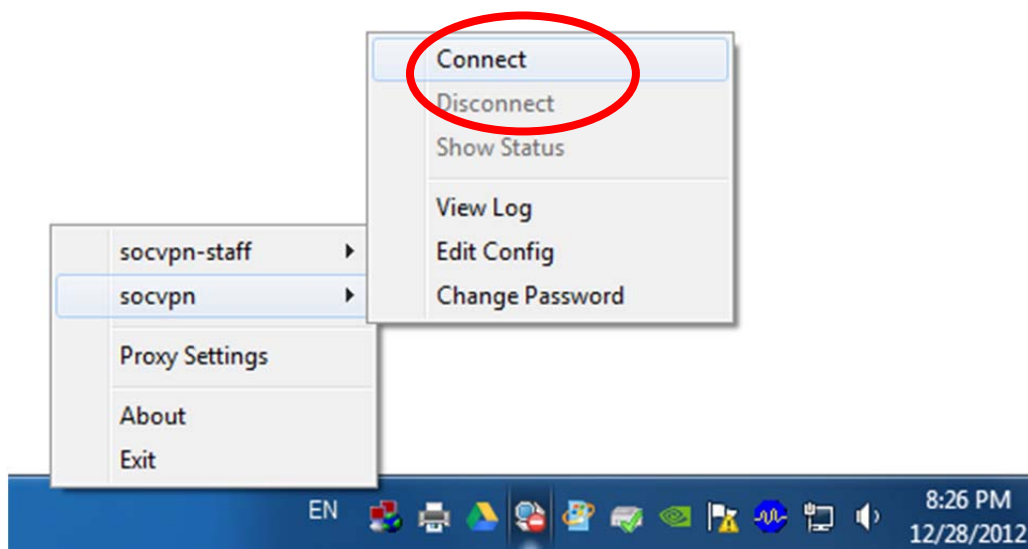 Connect
Disconnect
Show Status
View Log
Edit Config
Change Password
socvpn-staff
socvpn
Proxy Settings
About
Exit
EN
8:26 PM
12/28/2012